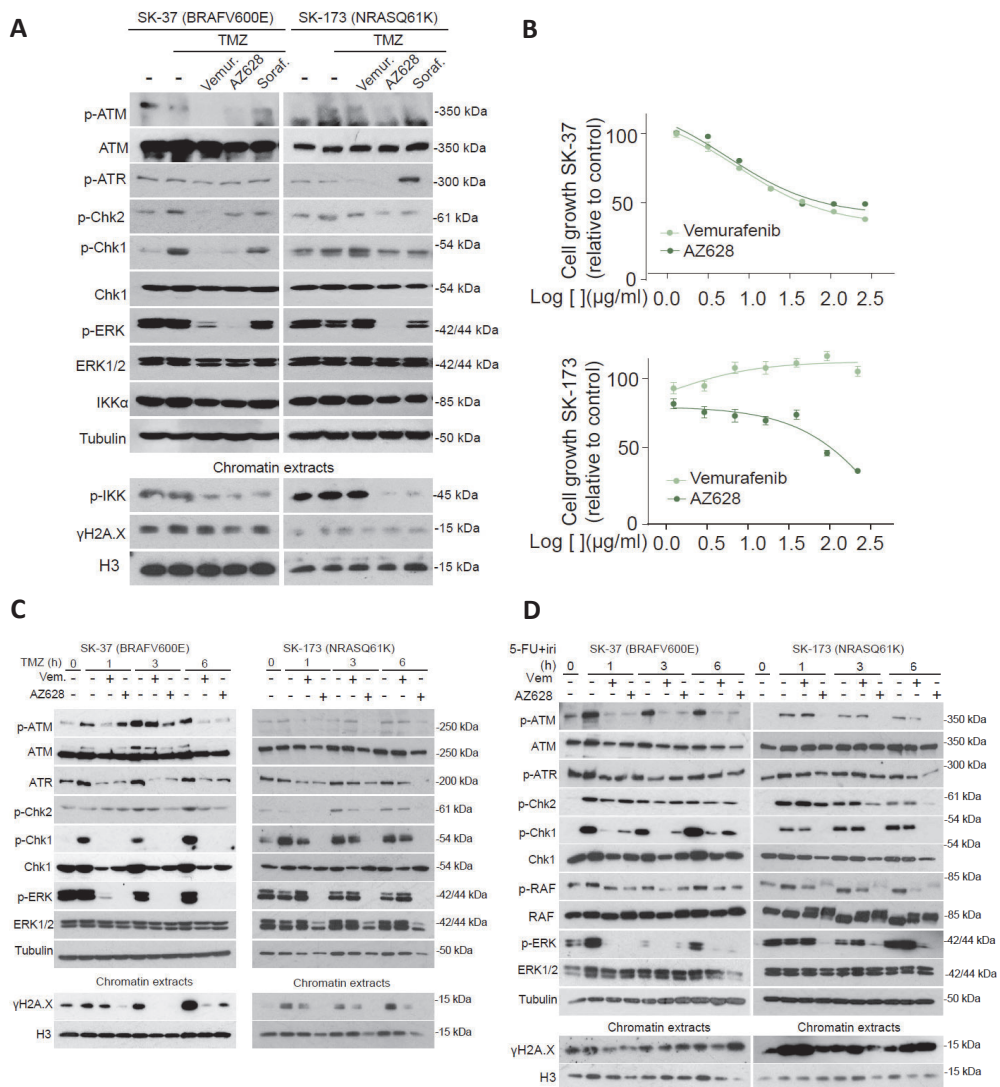 A
SK-37 (BRAFV600E) SK-173 (NRASQ61K)
TMZ TMZ
- - Vemur. AZ628 Soraf. - - Vemur. AZ628 Soraf.
p-ATM -350 kDa
ATM -350 kDa
p-ATR -300 kDa
p-Chk2 -61 kDa
p-Chk1 -54 kDa
Chk1 -54 kDa
p-ERK -42/44 kDa
ERK1/2 -42/44 kDa
IKKα -85 kDa
Tubulin -50 kDa
Chromatin extracts
p-IKK -45 kDa
γH2A.X -15 kDa
H3 -15 kDa
B
Cell growth SK-37
(relative to control)
100
50
0
Vemurafenib
AZ628
Log [ ](µg/ml) 0.0 0.5 1.0 1.5 2.0 2.5
Cell growth SK-173
(relative to control)
100
50
0
Vemurafenib
AZ628
Log [ ](µg/ml) 0.0 0.5 1.0 1.5 2.0 2.5
C
SK-37 (BRAFV600E) SK-173 (NRASQ61K)
TMZ (h) 0 1 3 6 0 1 3 6
Vem. - - + - - + - - + - - - + - - + - - + -
AZ628 - - - + - - + - - + - - - + - - + - - +
p-ATM -250 kDa
ATM -250 kDa
ATR -200 kDa
p-Chk2 -61 kDa
p-Chk1 -54 kDa
Chk1 -54 kDa
p-ERK -42/44 kDa
ERK1/2 -42/44 kDa
Tubulin -50 kDa
Chromatin extracts Chromatin extracts
γH2A.X -15 kDa
H3 -15 kDa
D
5-FU+iri SK-37 (BRAFV600E) SK-173 (NRASQ61K)
(h) 0 1 3 6 0 1 3 6
Vem - - + - - + - - + - - - + - - + - - + -
AZ628 - - - + - - + - - + - - - + - - + - - +
p-ATM -350 kDa
ATM -350 kDa
p-ATR -300 kDa
p-Chk2 -61 kDa
p-Chk1 -54 kDa
Chk1 -54 kDa
p-RAF -85 kDa
RAF -85 kDa
p-ERK -42/44 kDa
ERK1/2 -42/44 kDa
Tubulin -50 kDa
Chromatin extracts Chromatin extracts
γH2A.X -15 kDa
H3 -15 kDa